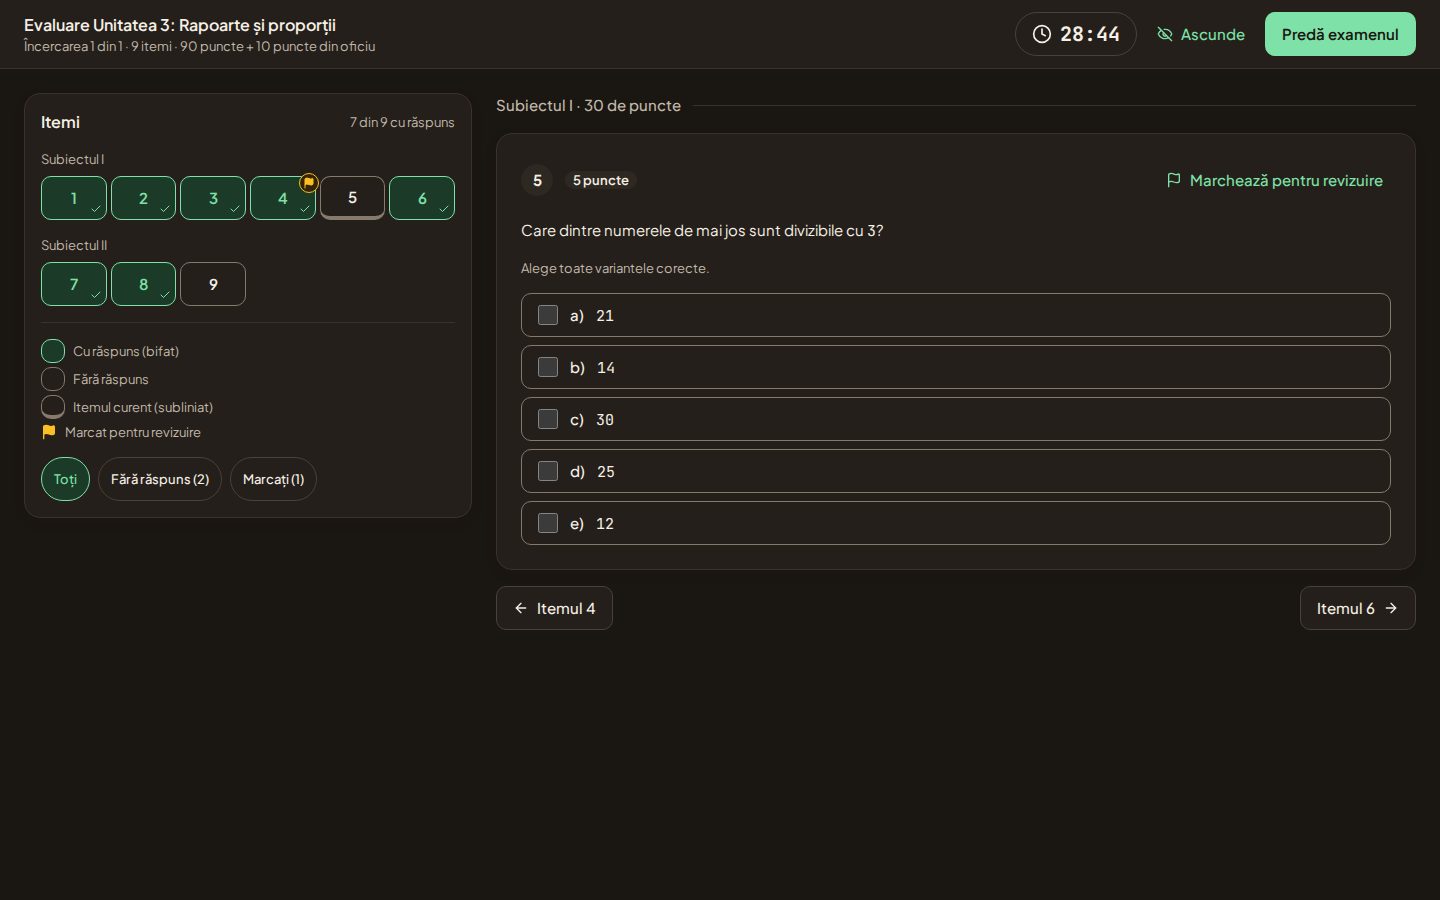 Evaluare Unitatea 3: Rapoarte și proporții
Încercarea 1 din 1 · 9 itemi · 90 puncte + 10 puncte din oficiu
28:44
Ascunde
Predă examenul
Itemi
7 din 9 cu răspuns
Subiectul I
1
2
3
4
5
6
Subiectul II
7
8
9
Cu răspuns (bifat)
Fără răspuns
Itemul curent (subliniat)
Marcat pentru revizuire
Toți
Fără răspuns (2)
Marcați (1)
Subiectul I · 30 de puncte
5
5 puncte
Marchează pentru revizuire
Care dintre numerele de mai jos sunt divizibile cu 3?
Alege toate variantele corecte.
a) 21
b) 14
c) 30
d) 25
e) 12
Itemul 4
Itemul 6